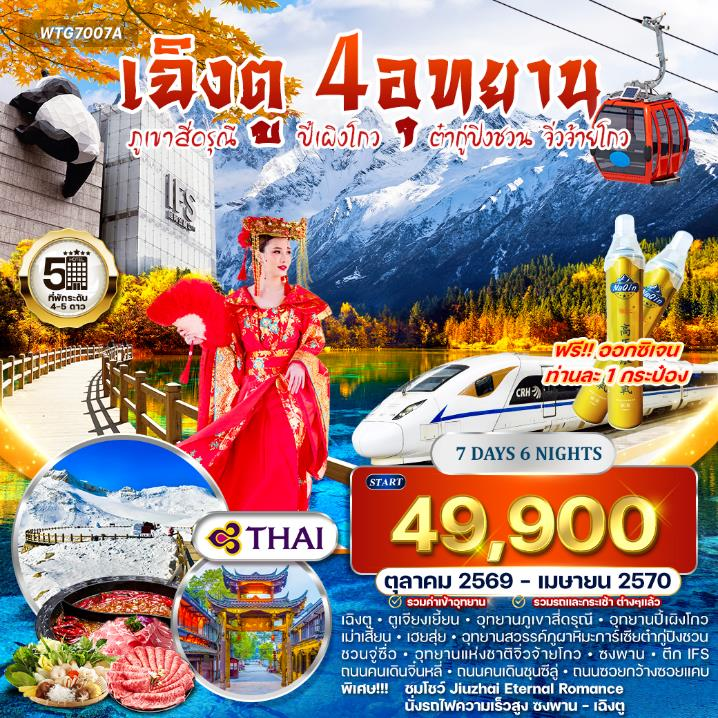 WTG7007A
เฉิงตู 4อุทยาน
ภูเขาสี่ดรุณี ปี้เผิงโกว ต๋ากู่ปิงชวน จิ่วจ้ายโกว
IFS
5
HOTEL
ที่พักระดับ
4-5 ดาว
NaQin
ฟรี!! ออกซิเจน
ท่านละ 1 กระป๋อง
CRH
7 DAYS 6 NIGHTS
START
49,900
THAI
ตุลาคม 2569 - เมษายน 2570
รวมค่าเข้าอุทยาน รวมรถและกระเช้า ต่างๆแล้ว
เฉิงตู • ตูเจียงเยี้ยน • อุทยานภูเขาสี่ดรุณี • อุทยานปี้เผิงโกว
เม่าเสี้ยน • เฮยสุ่ย • อุทยานสวรรค์ภูผาหิมะการ์เซียต๋ากู่ปิงชวน
ชวนจู่ซื่อ • อุทยานแห่งชาติจิ่วจ้ายโกว • ซงพาน • ตึก IFS
ถนนคนเดินจิ่นหลี่ • ถนนคนเดินชุนซีลู่ • ถนนซอยกว้างซอยแคบ
พิเศษ!!! ชมโชว์ Jiuzhai Eternal Romance
นั่งรถไฟความเร็วสูง ซงพาน - เฉิงตู